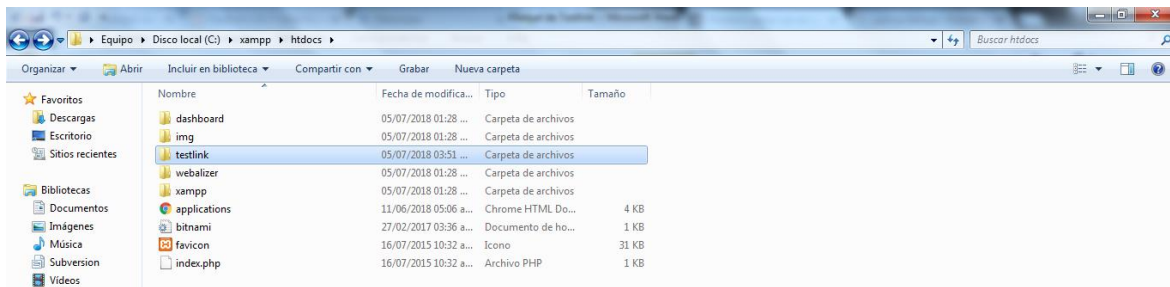 Equipo ▸ Disco local (C:) ▸ xampp ▸ htdocs ▸ Buscar htdocs
Organizar Abrir Incluir en biblioteca Compartir con Grabar Nueva carpeta
Nombre Fecha de modifica... Tipo Tamaño
Favoritos
Descargas
Escritorio
Sitios recientes
Bibliotecas
Documentos
Imágenes
Música
Subversion
Vídeos
dashboard 05/07/2018 01:28 ... Carpeta de archivos
img 05/07/2018 01:28 ... Carpeta de archivos
testlink 05/07/2018 03:51 ... Carpeta de archivos
webalizer 05/07/2018 01:28 ... Carpeta de archivos
xampp 05/07/2018 01:28 ... Carpeta de archivos
applications 11/06/2018 05:06 a... Chrome HTML Do... 4 KB
bitnami 27/02/2017 03:36 a... Documento de ho... 1 KB
favicon 16/07/2015 10:32 a... Icono 31 KB
index.php 16/07/2015 10:32 a... Archivo PHP 1 KB